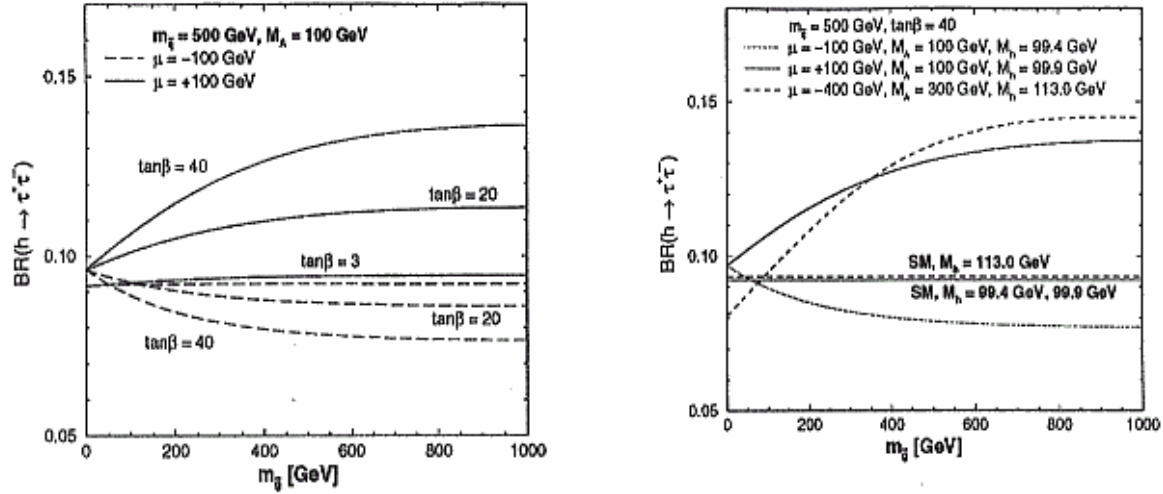 m_q̃ = 500 GeV, M_A = 100 GeV
μ = −100 GeV
μ = +100 GeV
0.15
tanβ = 40
tanβ = 20
BR(h → τ⁺τ⁻)
0.10
tanβ = 3
tanβ = 20
tanβ = 40
0.05
0
200
400
600
800
1000
m_g̃ [GeV]
m_q̃ = 500 GeV, tanβ = 40
μ = −100 GeV, M_A = 100 GeV, M_h = 99.4 GeV
μ = +100 GeV, M_A = 100 GeV, M_h = 99.9 GeV
μ = −400 GeV, M_A = 300 GeV, M_h = 113.0 GeV
0.15
BR(h → τ⁺τ⁻)
0.10
SM, M_h = 113.0 GeV
SM, M_h = 99.4 GeV, 99.9 GeV
0.05
0
200
400
600
800
1000
m_g̃ [GeV]